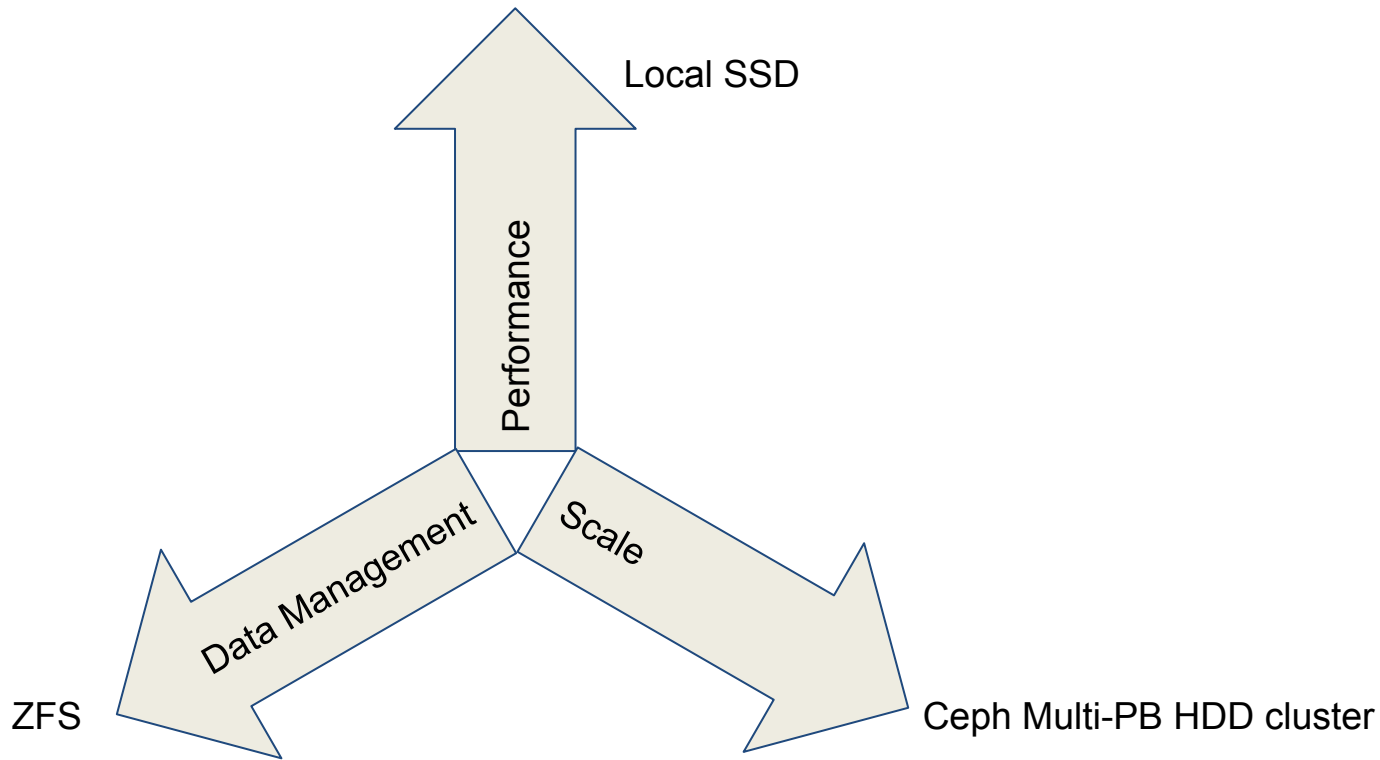 Local SSD
Performance
Scale
Data Management
ZFS
Ceph Multi-PB HDD cluster